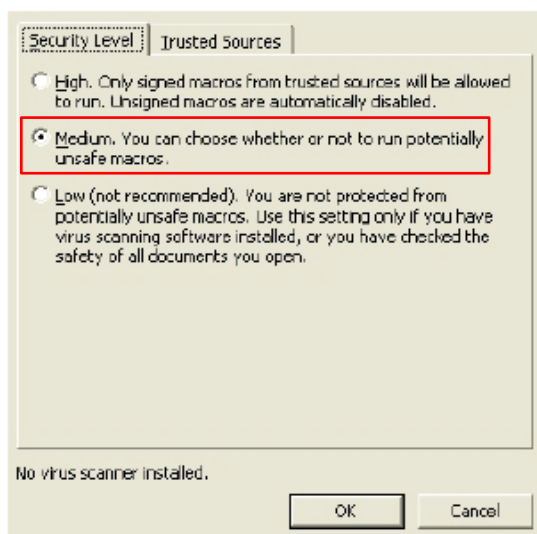 Security Level
Trusted Sources
High. Only signed macros from trusted sources will be allowed
to run. Unsigned macros are automatically disabled.
Medium. You can choose whether or not to run potentially
unsafe macros.
Low (not recommended). You are not protected from
potentially unsafe macros. Use this setting only if you have
virus scanning software installed, or you have checked the
safety of all documents you open.
No virus scanner installed.
OK
Cancel